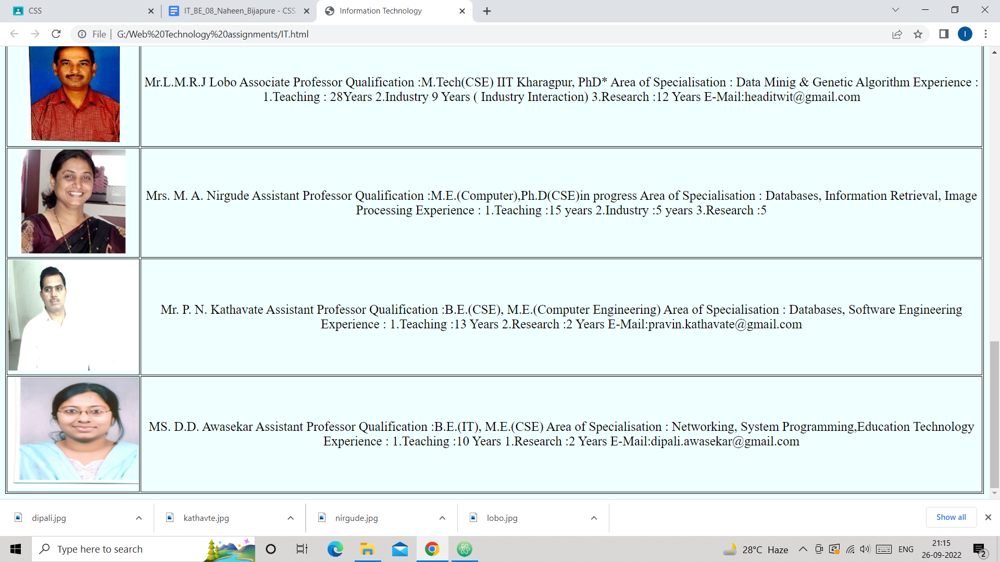 CSS
IT_BE_08_Naheen_Bijapure - CSS
Information Technology
File | G:/Web%20Technology%20assignments/IT.html
I
Mr.L.M.R.J Lobo Associate Professor Qualification :M.Tech(CSE) IIT Kharagpur, PhD* Area of Specialisation : Data Minig & Genetic Algorithm Experience :
1.Teaching : 28Years 2.Industry 9 Years ( Industry Interaction) 3.Research :12 Years E-Mail:headitwit@gmail.com
Mrs. M. A. Nirgude Assistant Professor Qualification :M.E.(Computer),Ph.D(CSE)in progress Area of Specialisation : Databases, Information Retrieval, Image
Processing Experience : 1.Teaching :15 years 2.Industry :5 years 3.Research :5
Mr. P. N. Kathavate Assistant Professor Qualification :B.E.(CSE), M.E.(Computer Engineering) Area of Specialisation : Databases, Software Engineering
Experience : 1.Teaching :13 Years 2.Research :2 Years E-Mail:pravin.kathavate@gmail.com
MS. D.D. Awasekar Assistant Professor Qualification :B.E.(IT), M.E.(CSE) Area of Specialisation : Networking, System Programming,Education Technology
Experience : 1.Teaching :10 Years 1.Research :2 Years E-Mail:dipali.awasekar@gmail.com
dipali.jpg
kathavte.jpg
nirgude.jpg
lobo.jpg
Show all
Type here to search
28°C Haze
ENG
21:15
26-09-2022
2